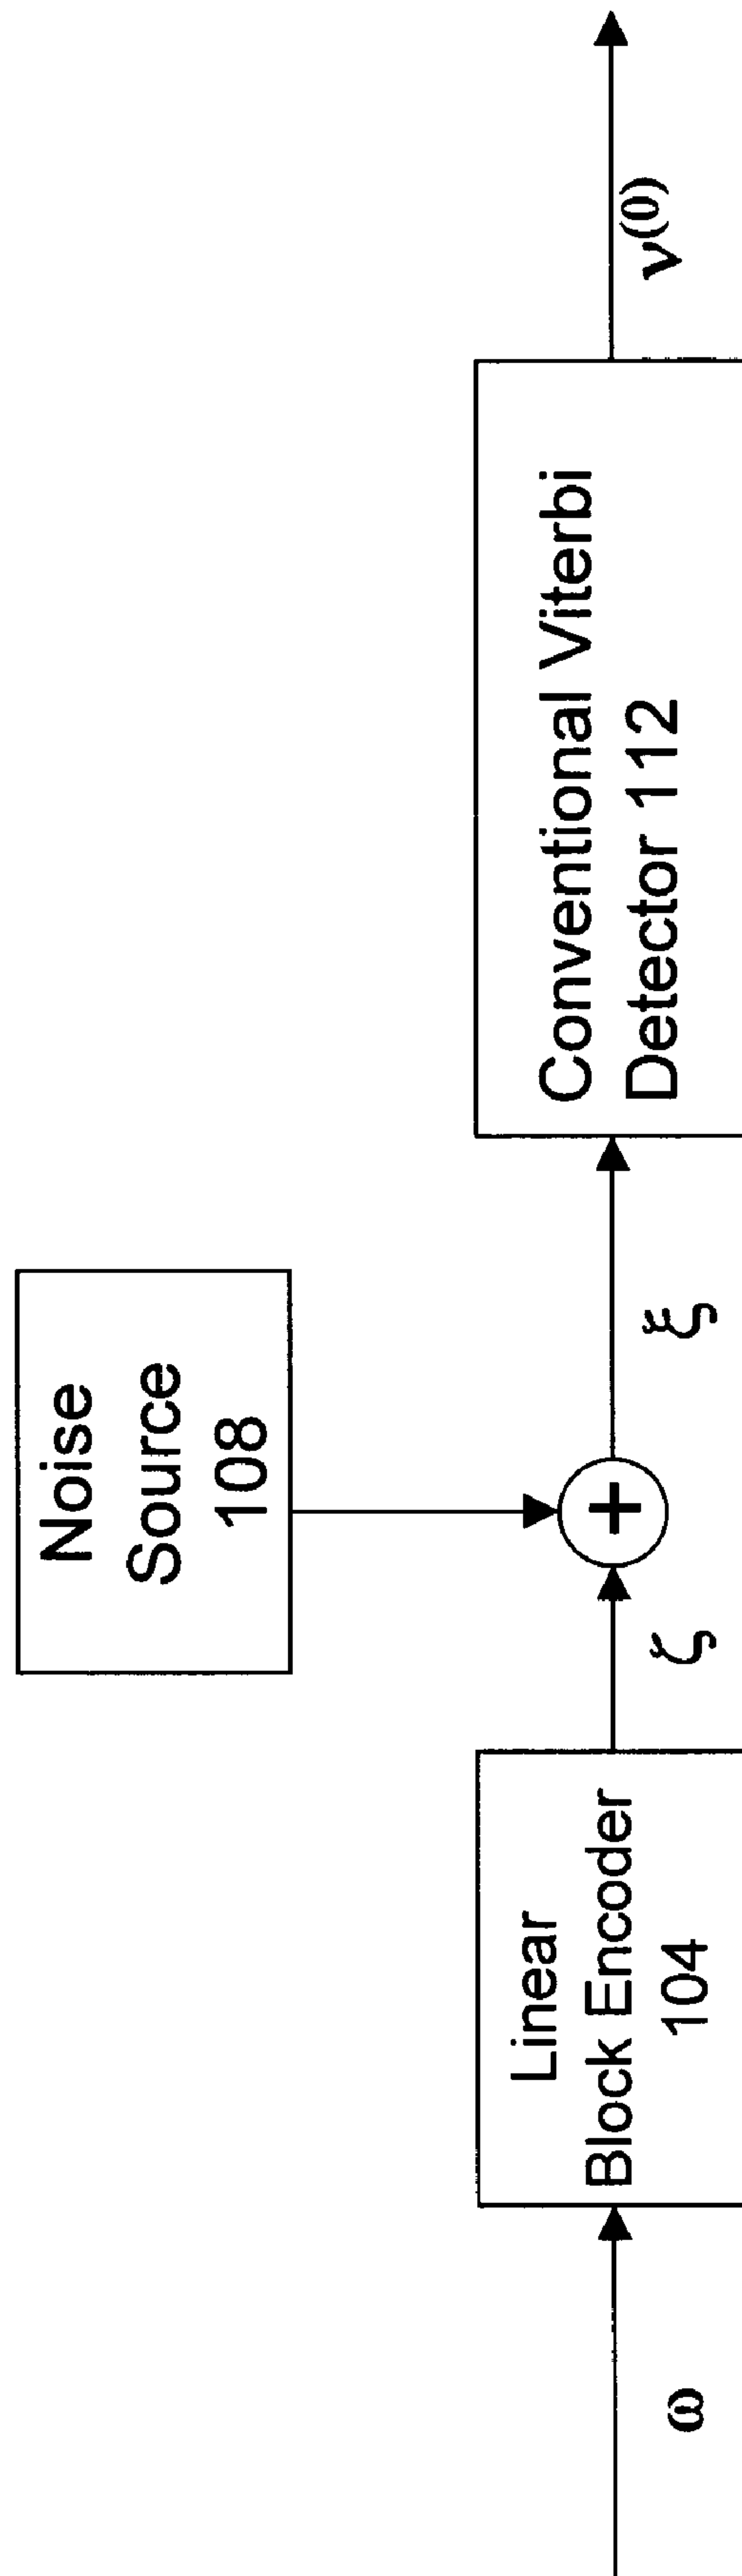 Noise
Source
108
ω
Linear
Block Encoder
104
ζ
+
ξ
Conventional Viterbi
Detector 112
ν(0)